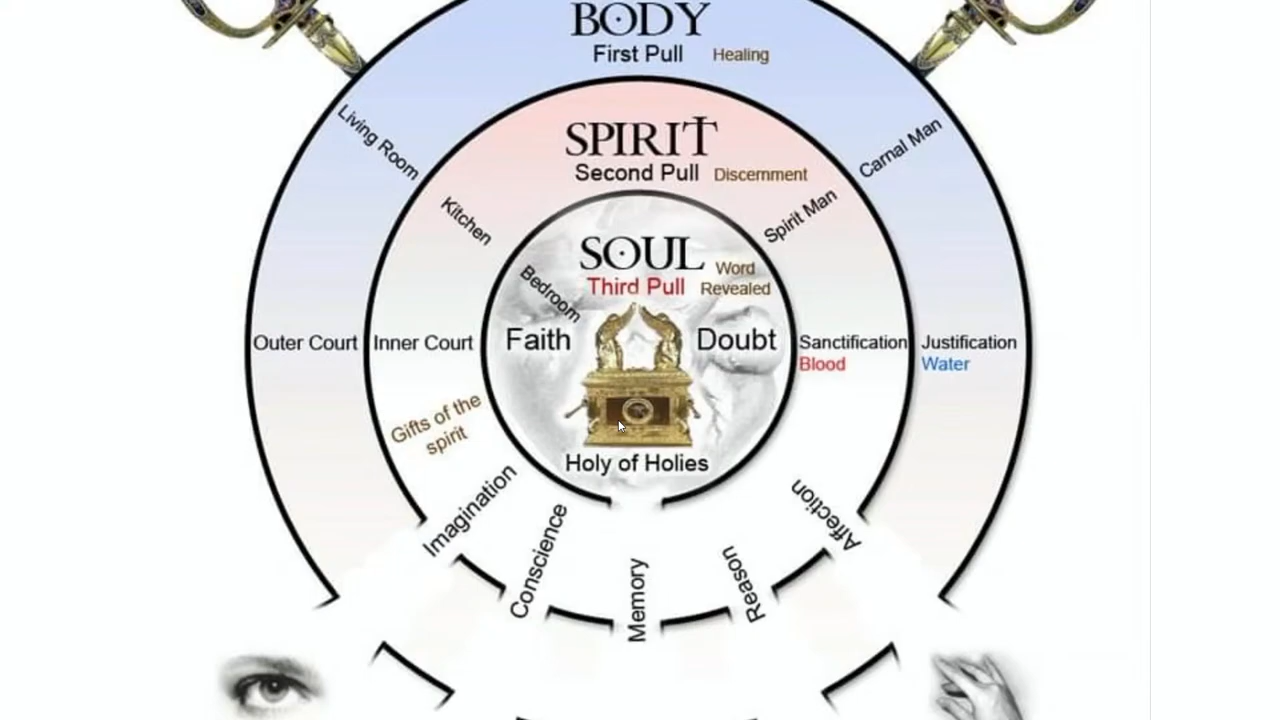 BODY
First Pull Healing
Living Room
Carnal Man
SPIRIT
Second Pull Discernment
Kitchen
Spirit Man
SOUL
Third Pull
Word
Revealed
Bedroom
Outer Court
Inner Court
Faith
Doubt
Sanctification
Blood
Justification
Water
Gifts of the
spirit
Holy of Holies
Imagination
Conscience
Memory
Reason
Affection